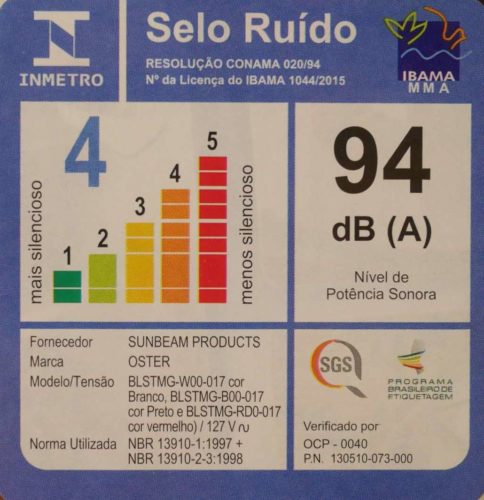 INMETRO
Selo Ruído
RESOLUÇÃO CONAMA 020/94
Nº da Licença do IBAMA 1044/2015
IBAMA
MMA
4
mais silencioso
1
2
3
4
5
menos silencioso
94
dB (A)
Nível de
Potência Sonora
Fornecedor SUNBEAM PRODUCTS
Marca OSTER
Modelo/Tensão BLSTMG-W00-017 cor
Branco, BLSTMG-B00-017
cor Preto e BLSTMG-RD0-017
cor vermelho) / 127 V ∿
Norma Utilizada NBR 13910-1:1997 +
NBR 13910-2-3:1998
SGS
PROGRAMA
BRASILEIRO DE
ETIQUETAGEM
Verificado por
OCP - 0040
P.N. 130510-073-000